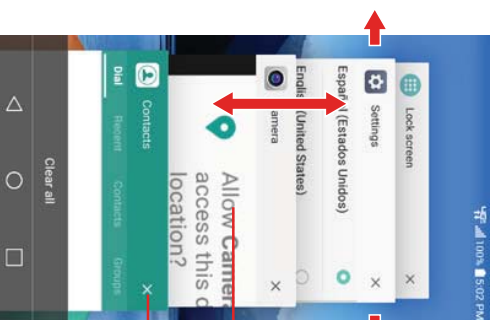 100% 5:02 PM
Lock screen
Settings
Español (Estados Unidos)
English (United States)
amera
Allow Camer
access this d
location?
Contacts
Dial Recent Contacts Groups
Clear all